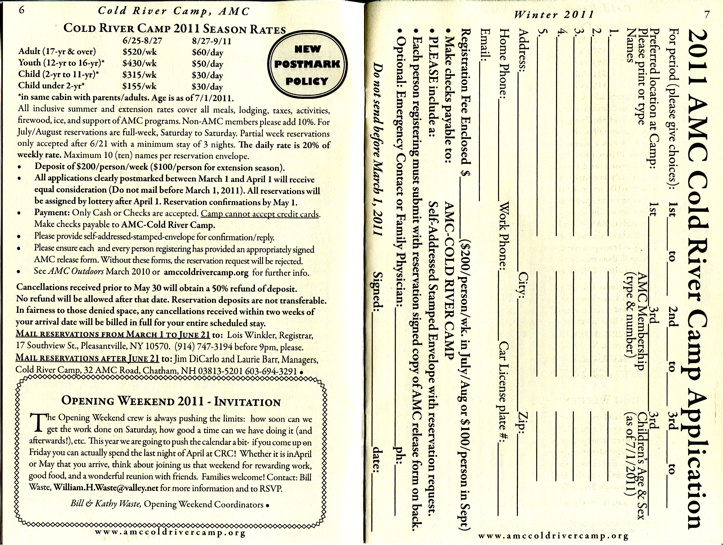 6
Cold River Camp, AMC
COLD RIVER CAMP 2011 SEASON RATES
6/25-8/27 8/27-9/11
Adult (17-yr & over) $520/wk $60/day
Youth (12-yr to 16-yr)* $430/wk $50/day
Child (2-yr to 11-yr)* $315/wk $30/day
Child under 2-yr* $155/wk $30/day
*in same cabin with parents/adults. Age is as of 7/1/2011.
NEW
POSTMARK
POLICY
All inclusive summer and extension rates cover all meals, lodging, taxes, activities,
firewood, ice, and support of AMC programs. Non-AMC members please add 10%. For
July/August reservations are full-week, Saturday to Saturday. Partial week reservations
only accepted after 6/21 with a minimum stay of 3 nights. The daily rate is 20% of
weekly rate. Maximum 10 (ten) names per reservation envelope.
• Deposit of $200/person/week ($100/person for extension season).
• All applications clearly postmarked between March 1 and April 1 will receive
equal consideration (Do not mail before March 1, 2011). All reservations will
be assigned by lottery after April 1. Reservation confirmations by May 1.
• Payment: Only Cash or Checks are accepted. Camp cannot accept credit cards.
Make checks payable to AMC-Cold River Camp.
• Please provide self-addressed-stamped-envelope for confirmation/reply.
• Please ensure each and every person registering has provided an appropriately signed
AMC release form. Without these forms, the reservation request will be rejected.
• See AMC Outdoors March 2010 or amccoldrivercamp.org for further info.
Cancellations received prior to May 30 will obtain a 50% refund of deposit.
No refund will be allowed after that date. Reservation deposits are not transferable.
In fairness to those denied space, any cancellations received within two weeks of
your arrival date will be billed in full for your entire scheduled stay.
MAIL RESERVATIONS FROM MARCH 1 TO JUNE 21 to: Lois Winkler, Registrar,
17 Southview St., Pleasantville, NY 10570. (914) 747-3194 before 9pm, please.
MAIL RESERVATIONS AFTER JUNE 21 to: Jim DiCarlo and Laurie Barr, Managers,
Cold River Camp, 32 AMC Road, Chatham, NH 03813-5201 603-694-3291 •
OPENING WEEKEND 2011 - INVITATION
The Opening Weekend crew is always pushing the limits: how soon can we
get the work done on Saturday, how good a time can we have doing it (and
afterwards!), etc. This year we are going to push the calendar a bit- if you come up on
Friday you can actually spend the last night of April at CRC! Whether it is inApril
or May that you arrive, think about joining us that weekend for rewarding work,
good food, and a wonderful reunion with friends. Families welcome! Contact: Bill
Waste, William.H.Waste@valley.net for more information and to RSVP.
Bill & Kathy Waste, Opening Weekend Coordinators •
www.amccoldrivercamp.org
Winter 2011
7
2011 AMC Cold River Camp Application
For period (please give choices): 1st ____ to ____ 2nd ____ to ____ 3rd ____ to ____
Preferred location at Camp: 1st ____ 3rd ____ 3rd ____
Please print or type AMC Membership Children's Age & Sex
Names (type & number) (as of 7/1/2011)
1.
2.
3.
4.
5.
Address: ____ City: ____ Zip: ____
Home Phone: ____ Work Phone: ____ Car License plate #: ____
Email: ____
Registration Fee Enclosed $ ____ ($200/person/wk. in July/Aug or $100/person in Sept)
• Make checks payable to: AMC-COLD RIVER CAMP
• PLEASE include a: Self-Addressed Stamped Envelope with reservation request.
• Each person registering must submit with reservation signed copy of AMC release form on back.
• Optional: Emergency Contact or Family Physician: ____ ph: ____
Do not send before March 1, 2011 Signed: ____ date: ____
www.amccoldrivercamp.org